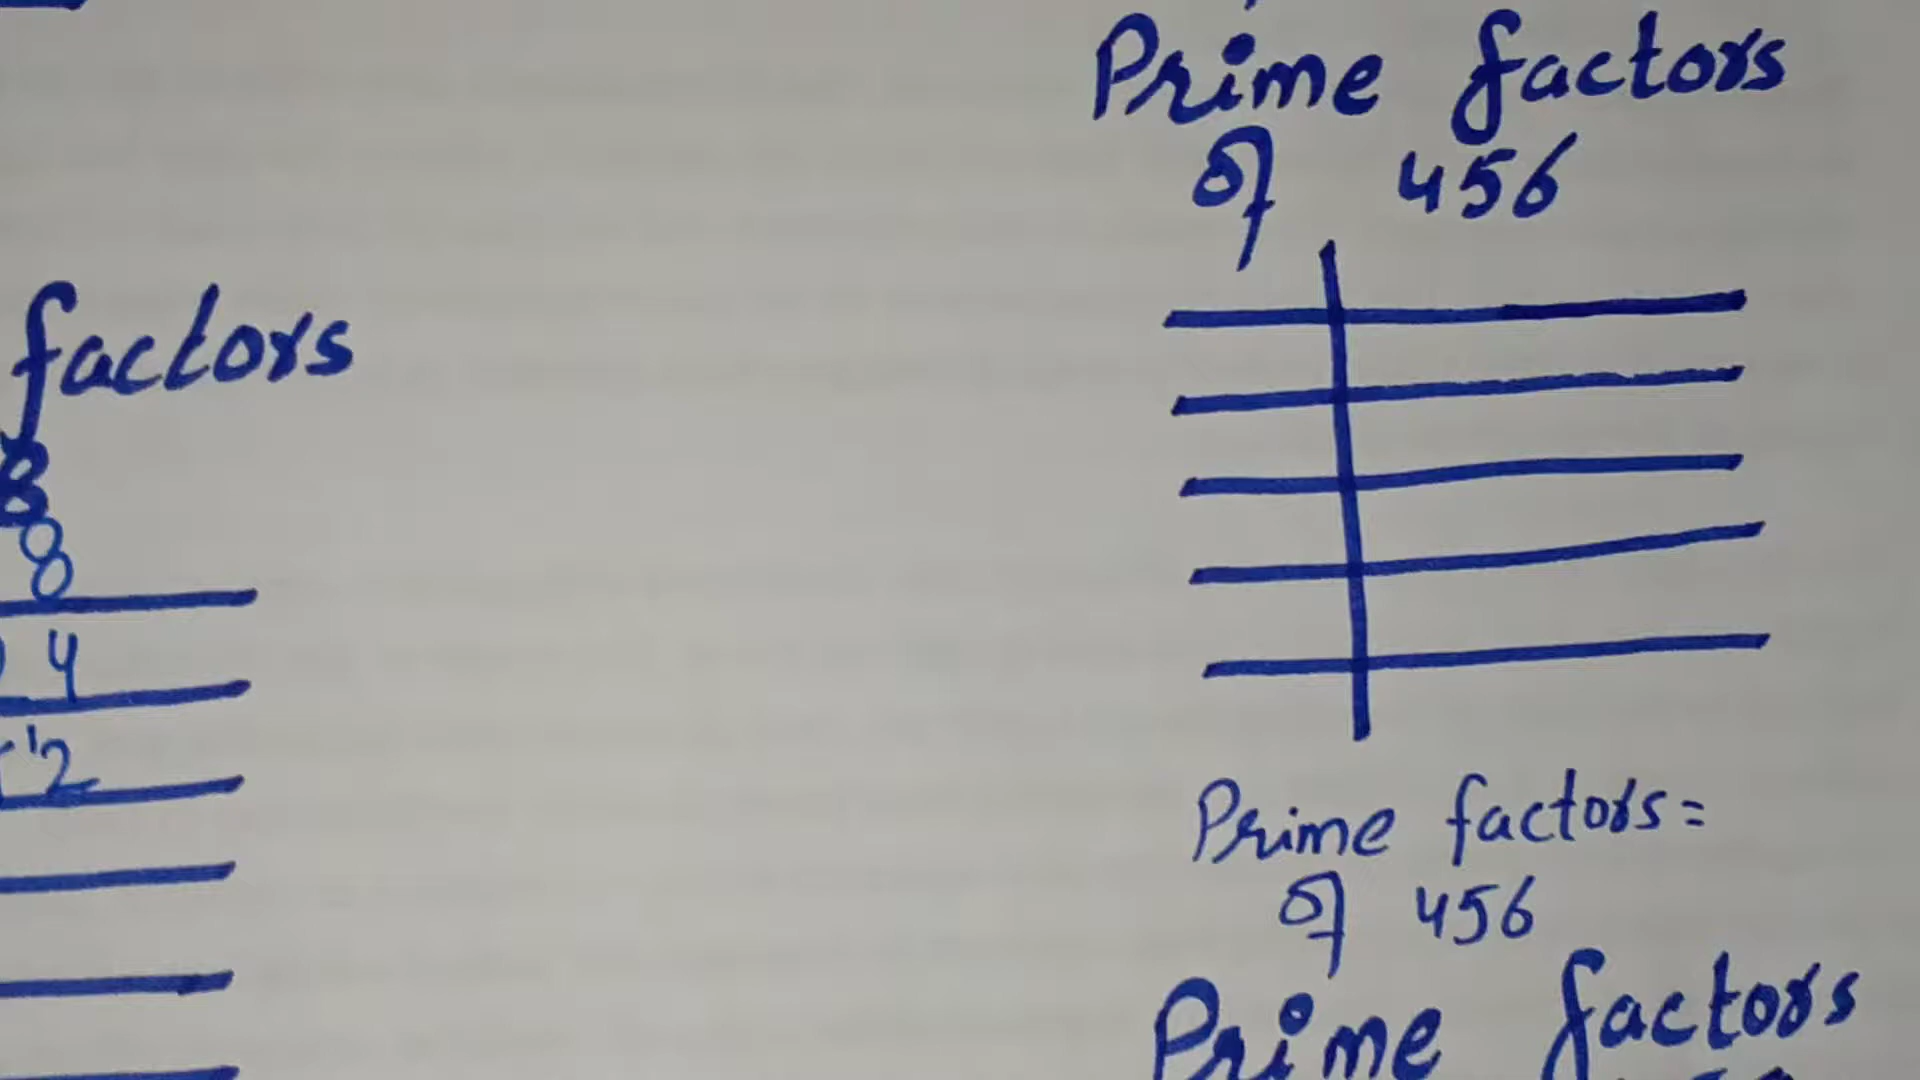 factors
8
8
4
2
Prime factors
of 456
Prime factors=
of 456
Prime factors